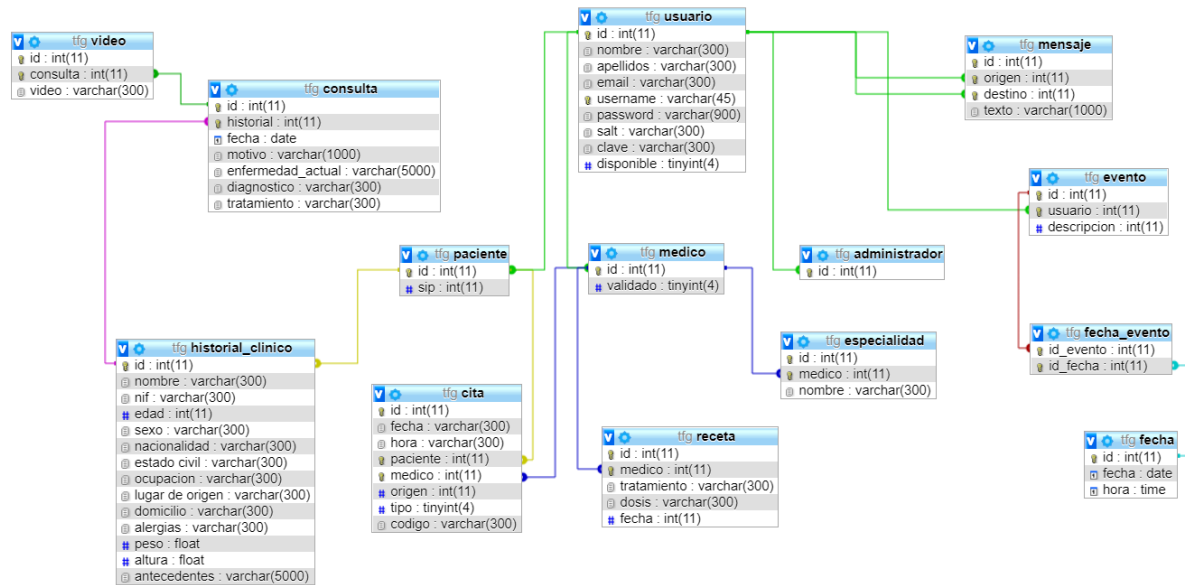 tfg video
id : int(11)
consulta : int(11)
video : varchar(300)
tfg consulta
id : int(11)
historial : int(11)
fecha : date
motivo : varchar(1000)
enfermedad_actual : varchar(5000)
diagnostico : varchar(300)
tratamiento : varchar(300)
tfg usuario
id : int(11)
nombre : varchar(300)
apellidos : varchar(300)
email : varchar(300)
username : varchar(45)
password : varchar(900)
salt : varchar(300)
clave : varchar(300)
disponible : tinyint(4)
tfg mensaje
id : int(11)
origen : int(11)
destino : int(11)
texto : varchar(1000)
tfg evento
id : int(11)
usuario : int(11)
descripcion : int(11)
tfg paciente
id : int(11)
sip : int(11)
tfg medico
id : int(11)
validado : tinyint(4)
tfg administrador
id : int(11)
tfg historial_clinico
id : int(11)
nombre : varchar(300)
nif : varchar(300)
edad : int(11)
sexo : varchar(300)
nacionalidad : varchar(300)
estado civil : varchar(300)
ocupacion : varchar(300)
lugar de origen : varchar(300)
domicilio : varchar(300)
alergias : varchar(300)
peso : float
altura : float
antecedentes : varchar(5000)
tfg cita
id : int(11)
fecha : varchar(300)
hora : varchar(300)
paciente : int(11)
medico : int(11)
origen : int(11)
tipo : tinyint(4)
codigo : varchar(300)
tfg especialidad
id : int(11)
medico : int(11)
nombre : varchar(300)
tfg receta
id : int(11)
medico : int(11)
tratamiento : varchar(300)
dosis : varchar(300)
fecha : int(11)
tfg fecha_evento
id_evento : int(11)
id_fecha : int(11)
tfg fecha
id : int(11)
fecha : date
hora : time